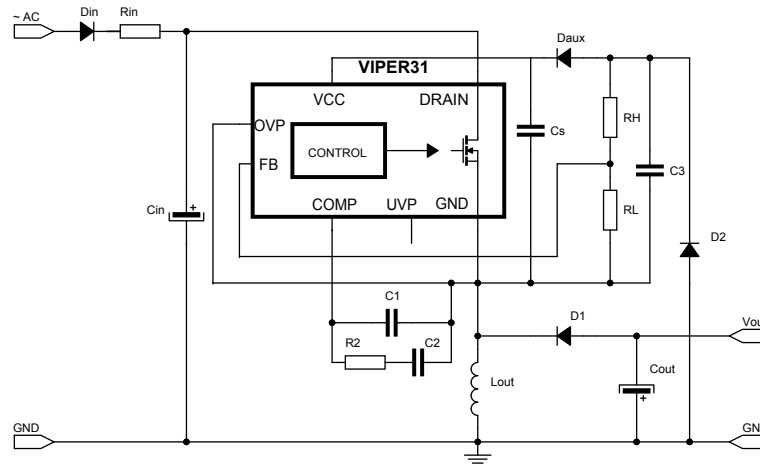 ~ AC
Din
Rin
Daux
VIPER31
VCC
DRAIN
OVP
RH
Cs
CONTROL
FB
C3
COMP
UVP
GND
RL
Cin
+
D2
C1
D1
R2
C2
Lout
Cout
+
GND